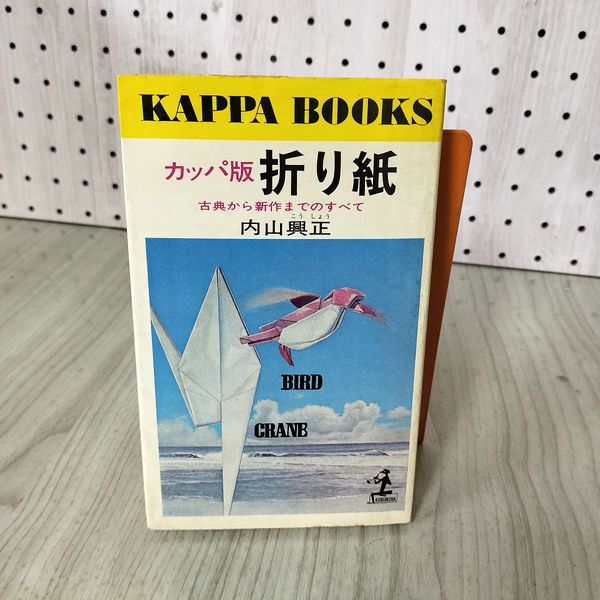 KAPPA BOOKS
カッパ版 折り紙
古典から新作までのすべて
こう しょう
内山興正
BIRD
CRANE
KOBUNSHA